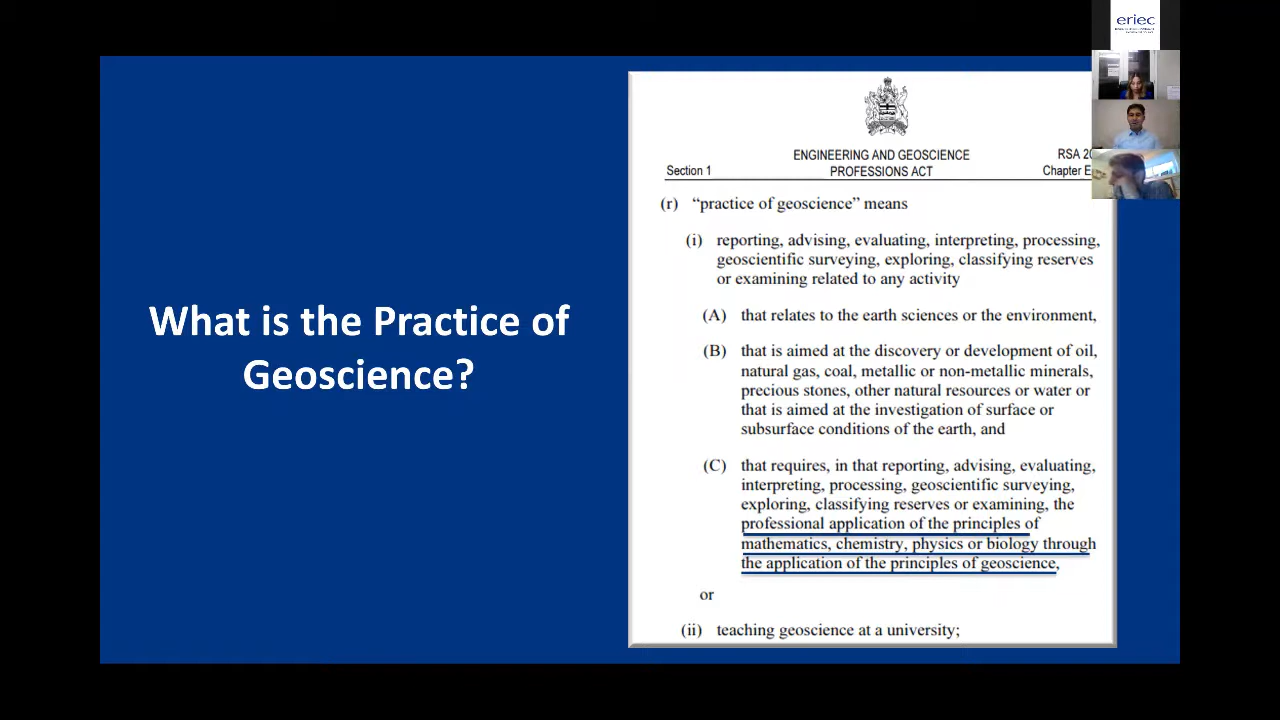 eriec
What is the Practice of
Geoscience?
Section 1
ENGINEERING AND GEOSCIENCE
PROFESSIONS ACT
RSA 20
Chapter E
(r) “practice of geoscience” means
(i) reporting, advising, evaluating, interpreting, processing,
geoscientific surveying, exploring, classifying reserves
or examining related to any activity
(A) that relates to the earth sciences or the environment,
(B) that is aimed at the discovery or development of oil,
natural gas, coal, metallic or non-metallic minerals,
precious stones, other natural resources or water or
that is aimed at the investigation of surface or
subsurface conditions of the earth, and
(C) that requires, in that reporting, advising, evaluating,
interpreting, processing, geoscientific surveying,
exploring, classifying reserves or examining, the
professional application of the principles of
mathematics, chemistry, physics or biology through
the application of the principles of geoscience,
or
(ii) teaching geoscience at a university;